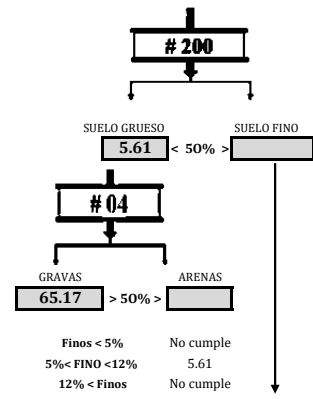 # 200
SUELO GRUESO SUELO FINO
5.61 < 50% >
# 04
GRAVAS ARENAS
65.17 > 50% >
Finos < 5% No cumple
5%< FINO <12% 5.61
12% < Finos No cumple